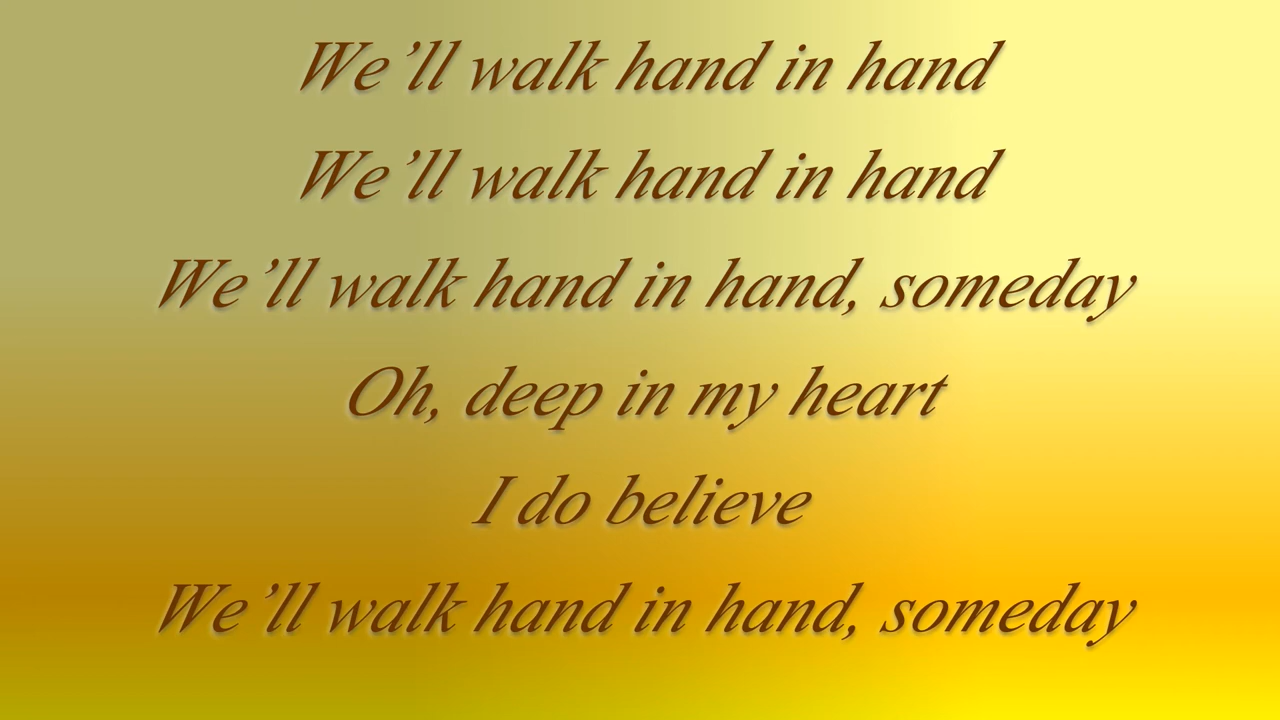 We’ll walk hand in hand
We’ll walk hand in hand
We’ll walk hand in hand, someday
Oh, deep in my heart
I do believe
We’ll walk hand in hand, someday